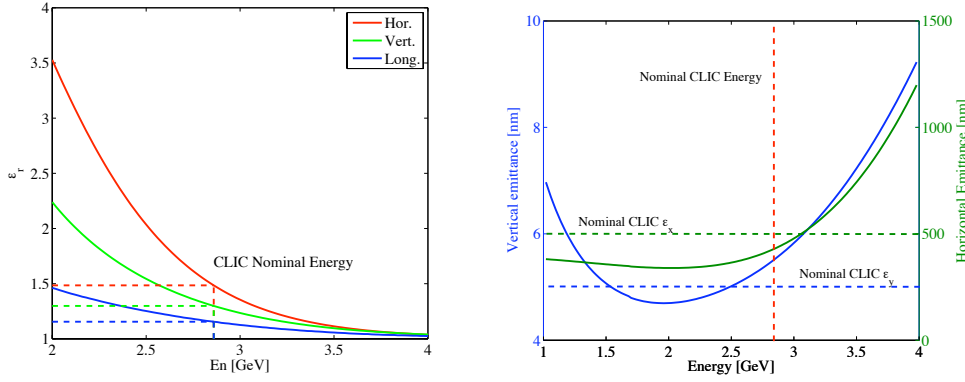 4
3.5
3
2.5
2
1.5
1
ε_r
Hor.
Vert.
Long.
CLIC Nominal Energy
2
2.5
3
3.5
4
En [GeV]
10
8
6
4
Vertical emittance [nm]
Nominal CLIC Energy
Nominal CLIC ε_x
Nominal CLIC ε_y
1500
1000
500
0
Horizontal Emittance [nm]
1
1.5
2
2.5
3
3.5
4
Energy [GeV]